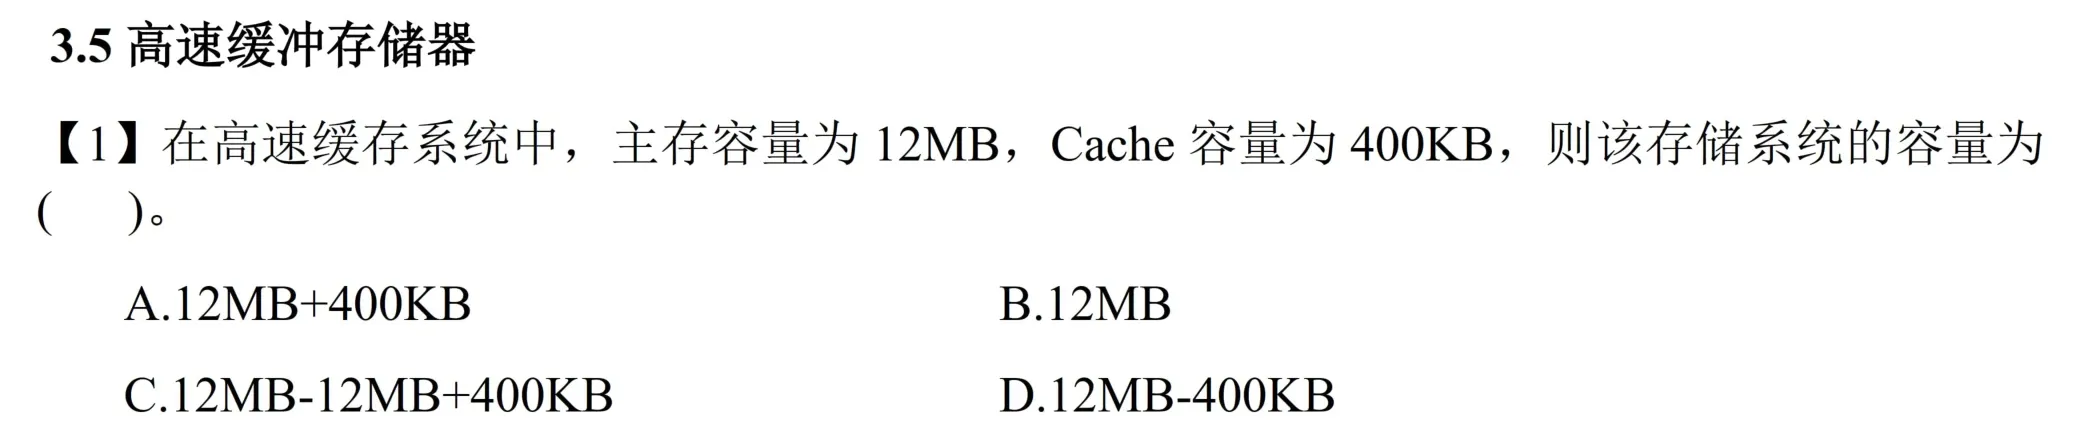 3.5 高速缓冲存储器
【1】在高速缓存系统中，主存容量为 12MB，Cache 容量为 400KB，则该存储系统的容量为
(    )。
A.12MB+400KB B.12MB
C.12MB-12MB+400KB D.12MB-400KB